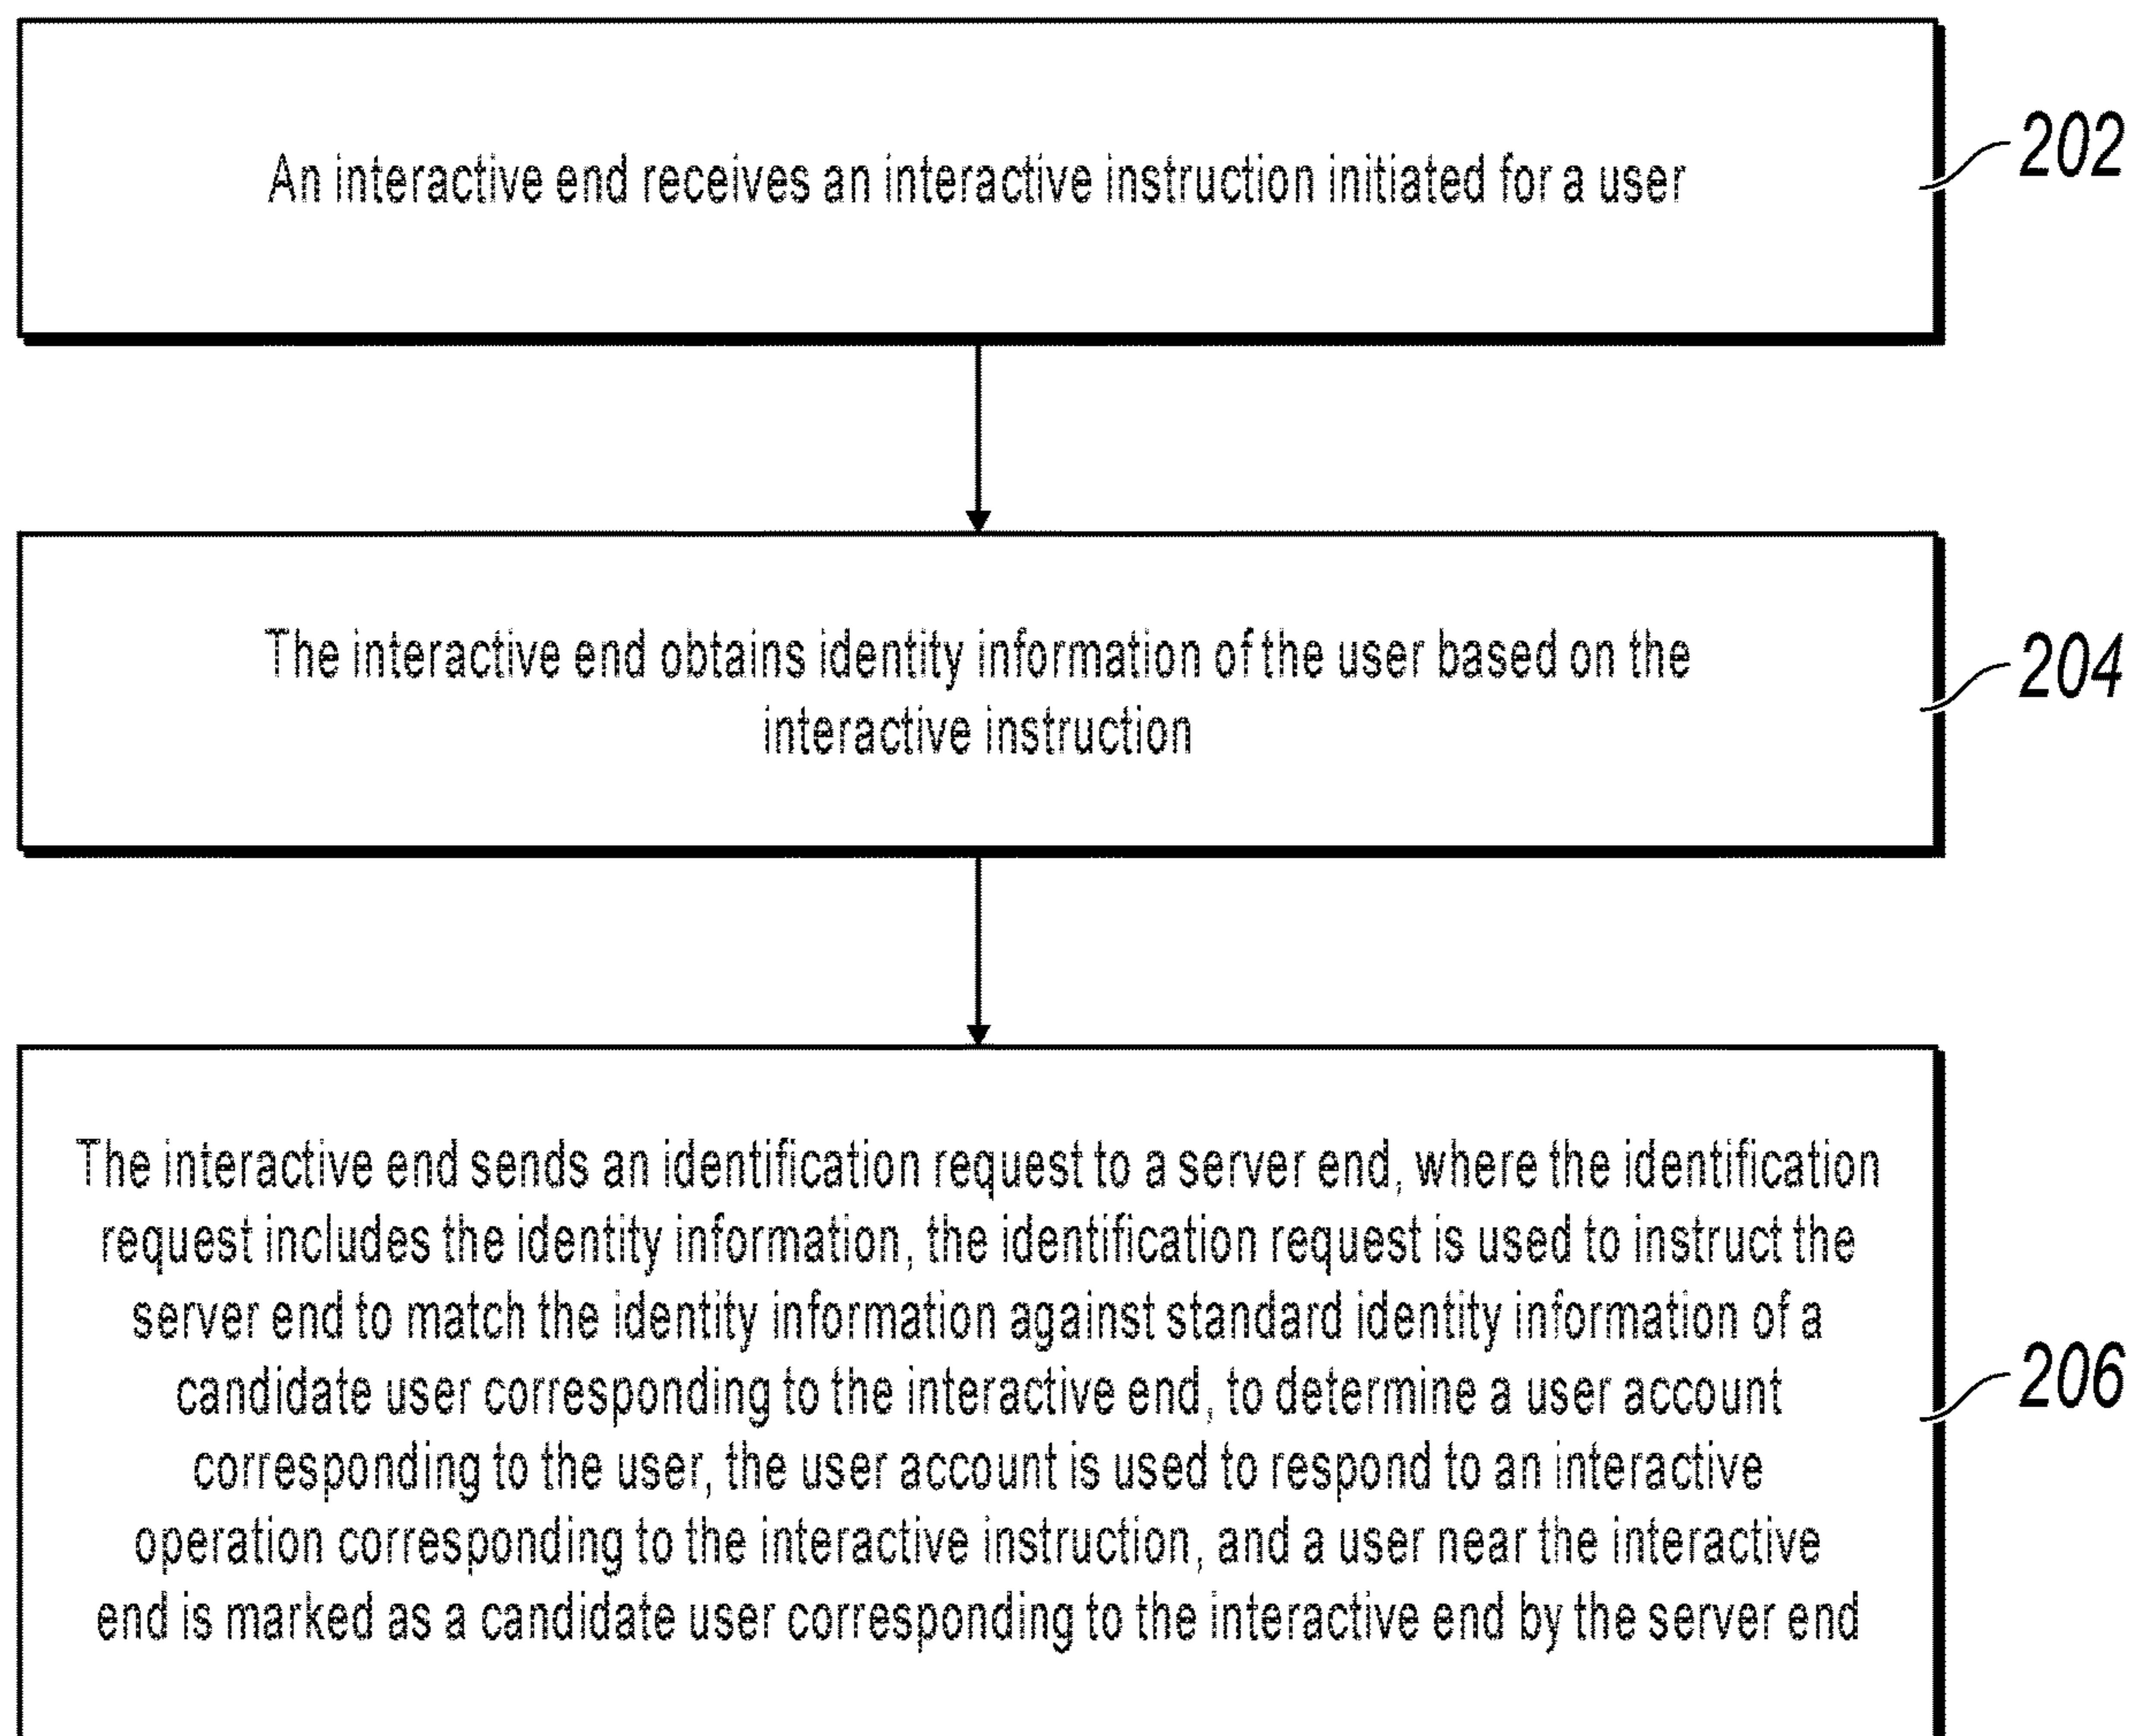 An interactive end receives an interactive instruction initiated for a user
202
The interactive end obtains identity information of the user based on the
interactive instruction
204
The interactive end sends an identification request to a server end, where the identification
request includes the identity information, the identification request is used to instruct the
server end to match the identity information against standard identity information of a
candidate user corresponding to the interactive end, to determine a user account
corresponding to the user, the user account is used to respond to an interactive
operation corresponding to the interactive instruction, and a user near the interactive
end is marked as a candidate user corresponding to the interactive end by the server end
206